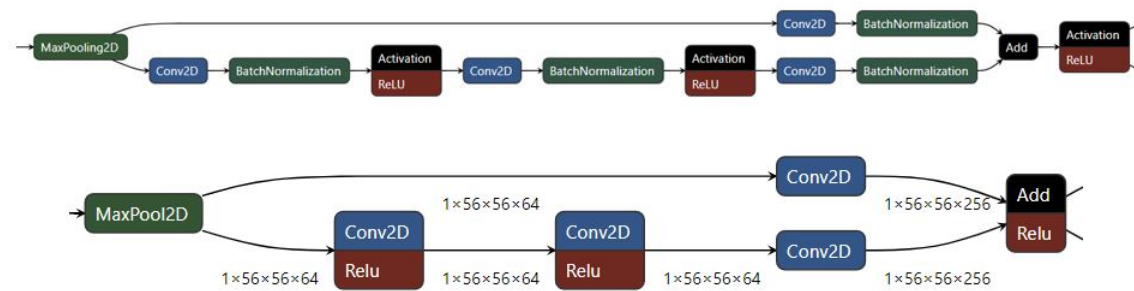 Conv2D
BatchNormalization
MaxPooling2D
Add
Activation
ReLU
Conv2D
BatchNormalization
Activation
ReLU
Conv2D
BatchNormalization
Activation
ReLU
Conv2D
BatchNormalization
MaxPool2D
Conv2D
1×56×56×64
1×56×56×256
Add
Relu
Conv2D
Relu
Conv2D
Relu
Conv2D
1×56×56×64
1×56×56×64
1×56×56×64
1×56×56×256